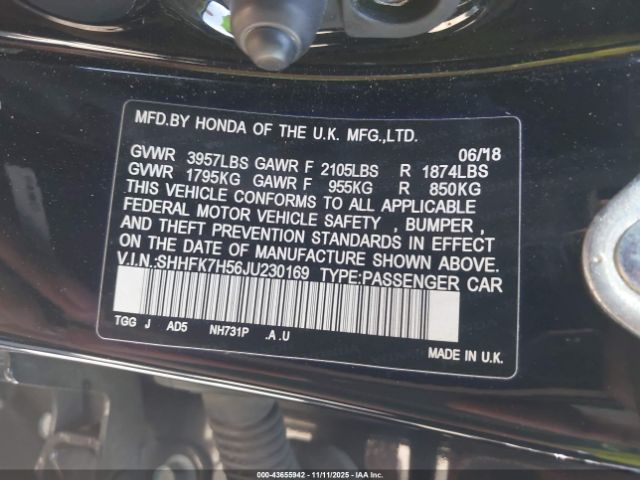 MFD.BY HONDA OF THE U.K. MFG.,LTD.
06/18
GVWR 3957LBS GAWR F 2105LBS R 1874LBS
GVWR 1795KG GAWR F 955KG R 850KG
THIS VEHICLE CONFORMS TO ALL APPLICABLE
FEDERAL MOTOR VEHICLE SAFETY , BUMPER ,
AND THEFT PREVENTION STANDARDS IN EFFECT
ON THE DATE OF MANUFACTURE SHOWN ABOVE.
V.I.N.:SHHFK7H56JU230169 TYPE:PASSENGER CAR
TGG J AD5 NH731P .A .U
MADE IN U.K.
000-43655942 - 11/11/2025 - IAAI.CA